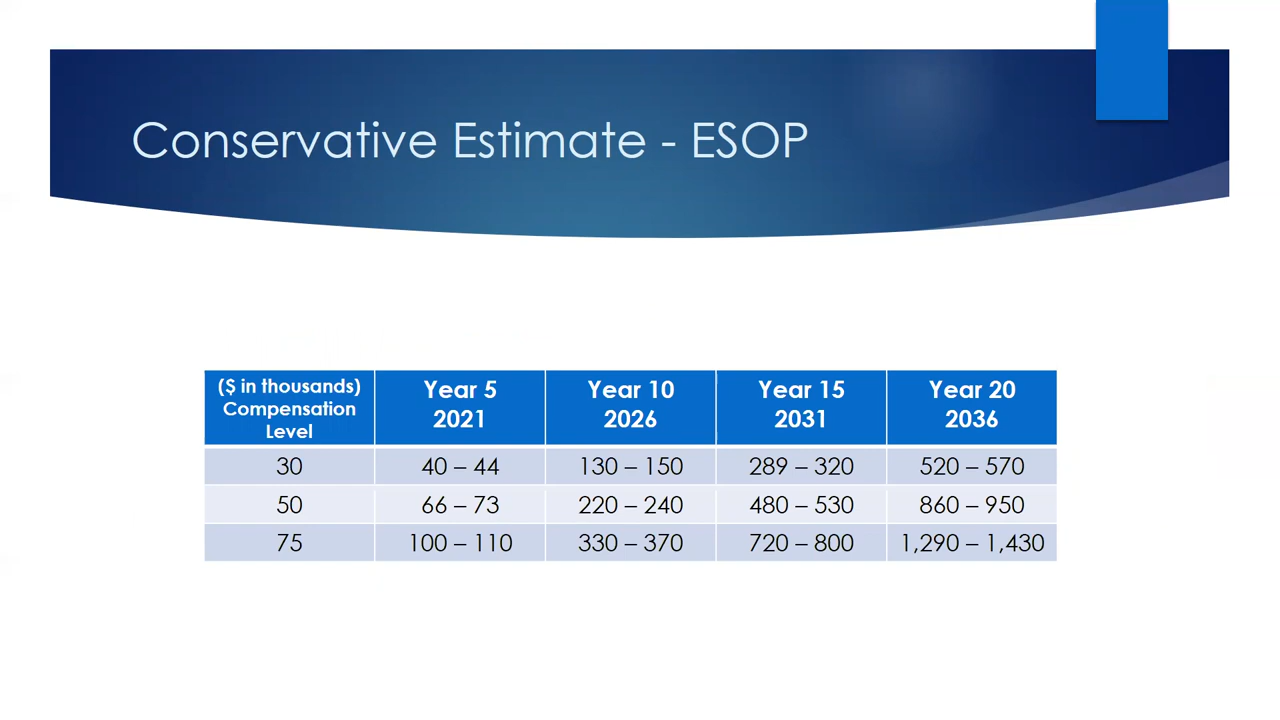 Conservative Estimate - ESOP
($ in thousands) Year 5 Year 10 Year 15 Year 20
Compensation 2021 2026 2031 2036
Level
30 40 – 44 130 – 150 289 – 320 520 – 570
50 66 – 73 220 – 240 480 – 530 860 – 950
75 100 – 110 330 – 370 720 – 800 1,290 – 1,430